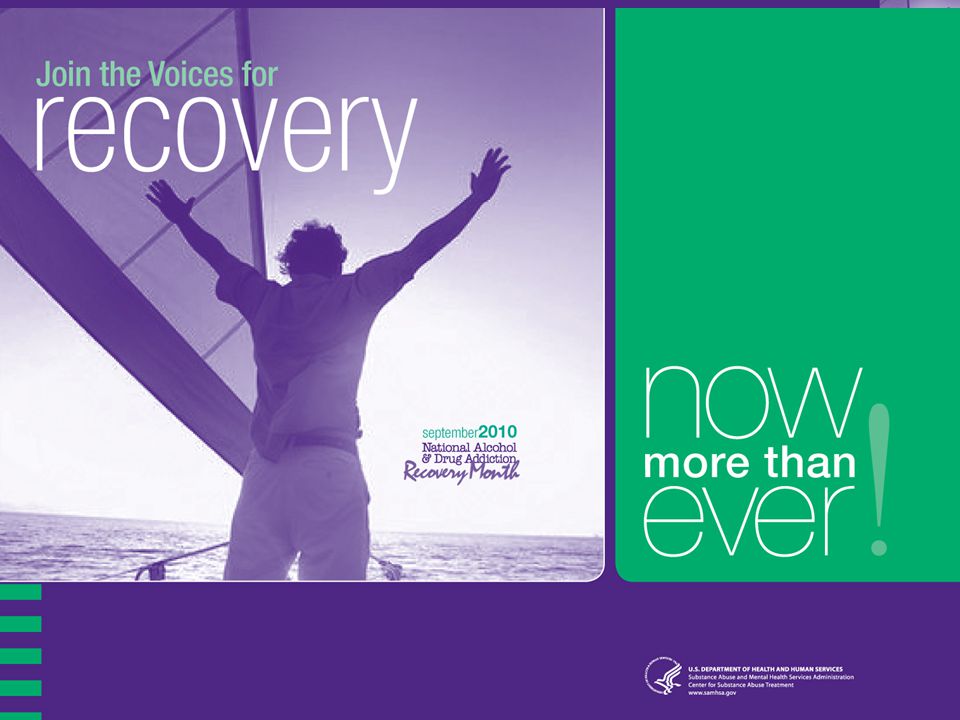 Join the Voices for
recovery
september2010
National Alcohol
& Drug Addiction
Recovery Month
now
more than
ever!
U.S. DEPARTMENT OF HEALTH AND HUMAN SERVICES
Substance Abuse and Mental Health Services Administration
Center for Substance Abuse Treatment
www.samhsa.gov